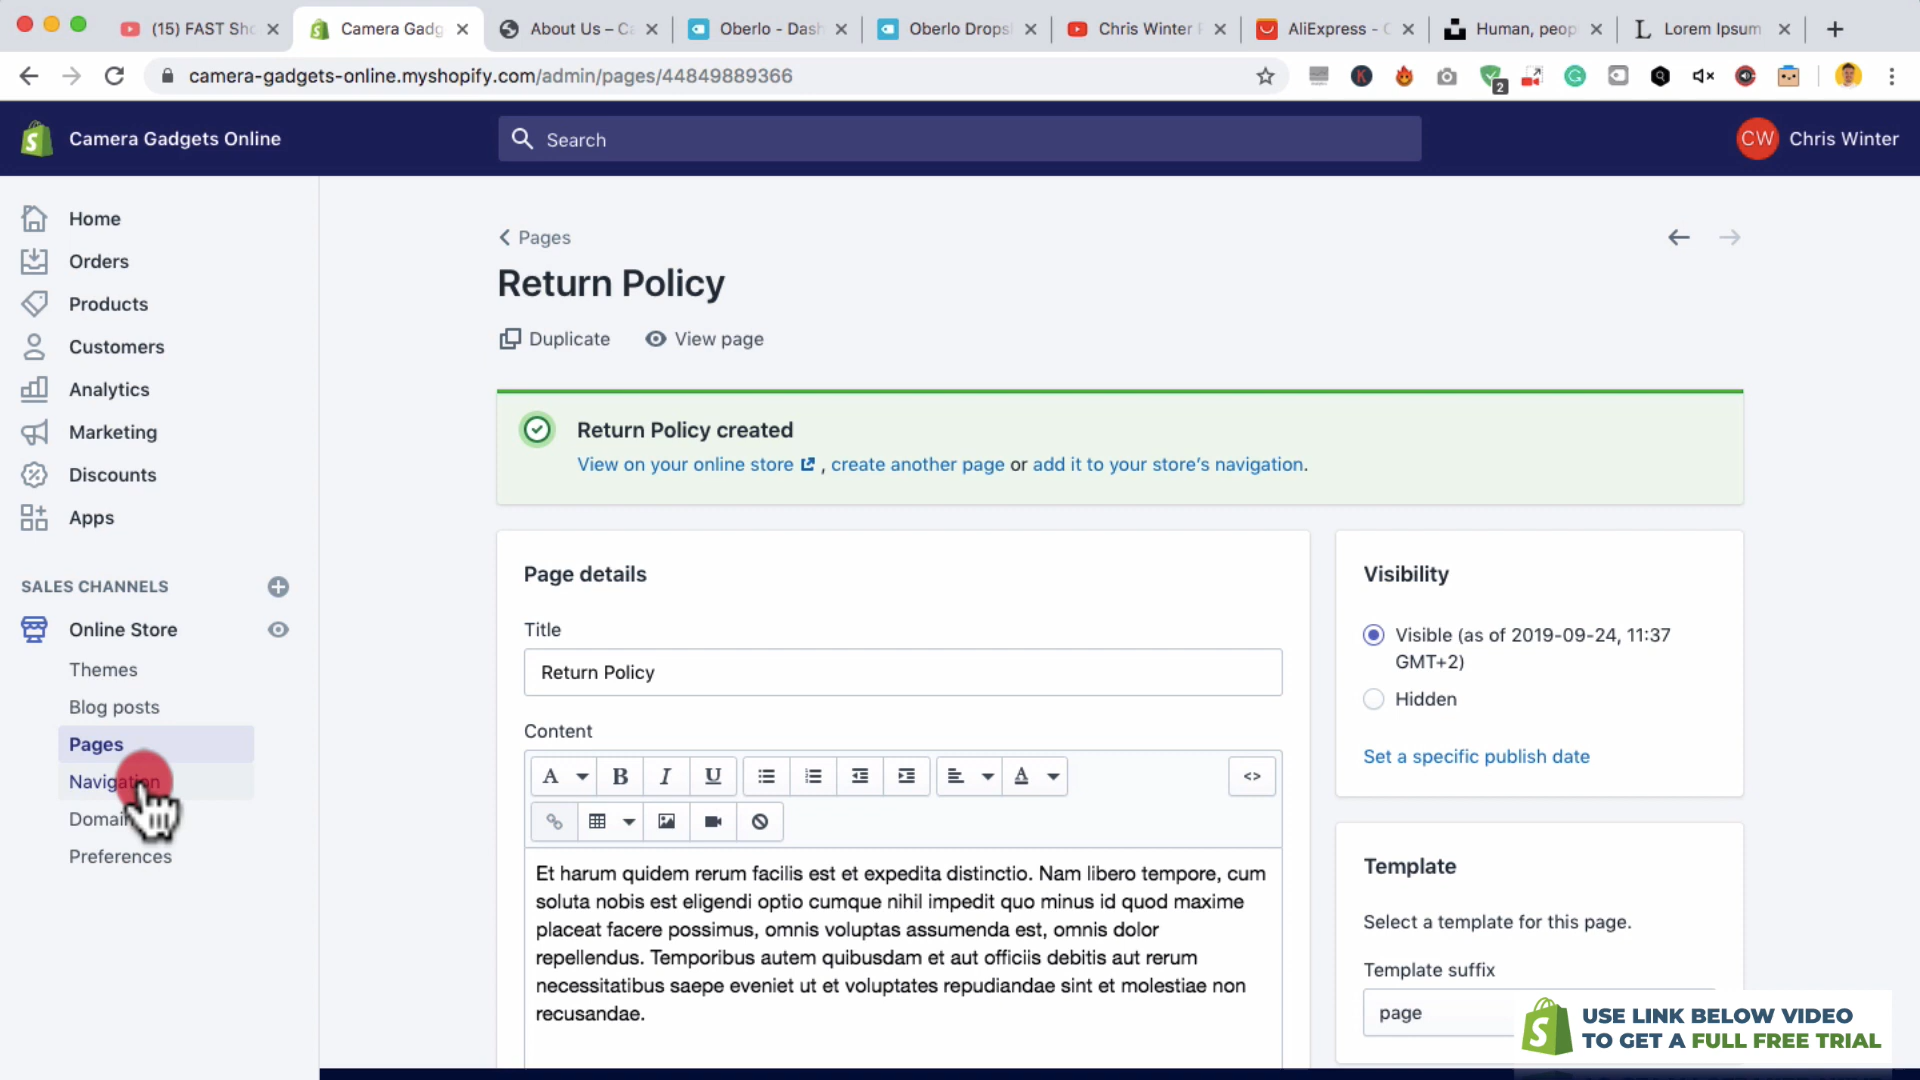 (15) FAST Sho
Camera Gadg
About Us – Ca
Oberlo - Dash
Oberlo Drops
Chris Winter
AliExpress -
Human, peop
Lorem Ipsum
camera-gadgets-online.myshopify.com/admin/pages/44849889366
2
Camera Gadgets Online
Search
CW Chris Winter
Home
Orders
Products
Customers
Analytics
Marketing
Discounts
Apps
SALES CHANNELS
Online Store
Themes
Blog posts
Pages
Navigation
Domain
Preferences
Pages
Return Policy
Duplicate View page
Return Policy created
View on your online store , create another page or add it to your store's navigation.
Page details
Title
Return Policy
Content
A B I U A <>
Et harum quidem rerum facilis est et expedita distinctio. Nam libero tempore, cum
soluta nobis est eligendi optio cumque nihil impedit quo minus id quod maxime
placeat facere possimus, omnis voluptas assumenda est, omnis dolor
repellendus. Temporibus autem quibusdam et aut officiis debitis aut rerum
necessitatibus saepe eveniet ut et voluptates repudiandae sint et molestiae non
recusandae.
Visibility
Visible (as of 2019-09-24, 11:37
GMT+2)
Hidden
Set a specific publish date
Template
Select a template for this page.
Template suffix
page
USE LINK BELOW VIDEO
TO GET A FULL FREE TRIAL